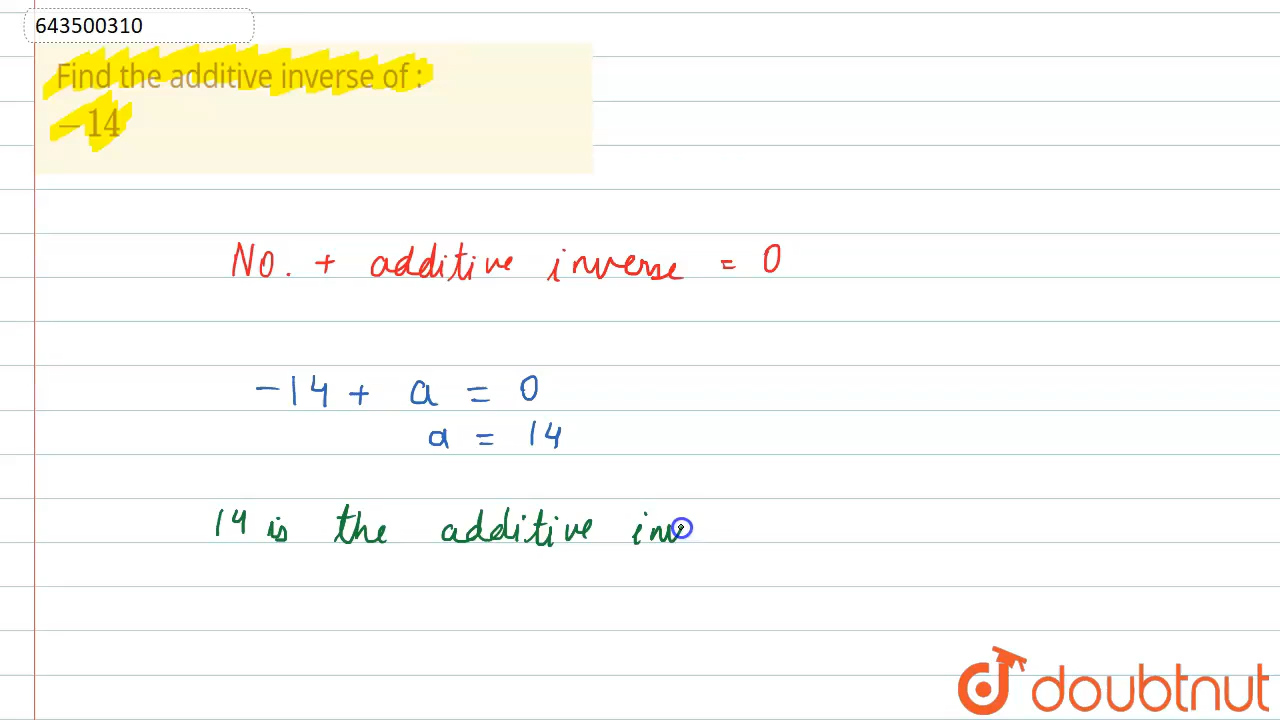 643500310
Find the additive inverse of :
−14
No. + additive inverse = 0
-14 + a = 0
a = 14
14 is the additive inv
doubtnut